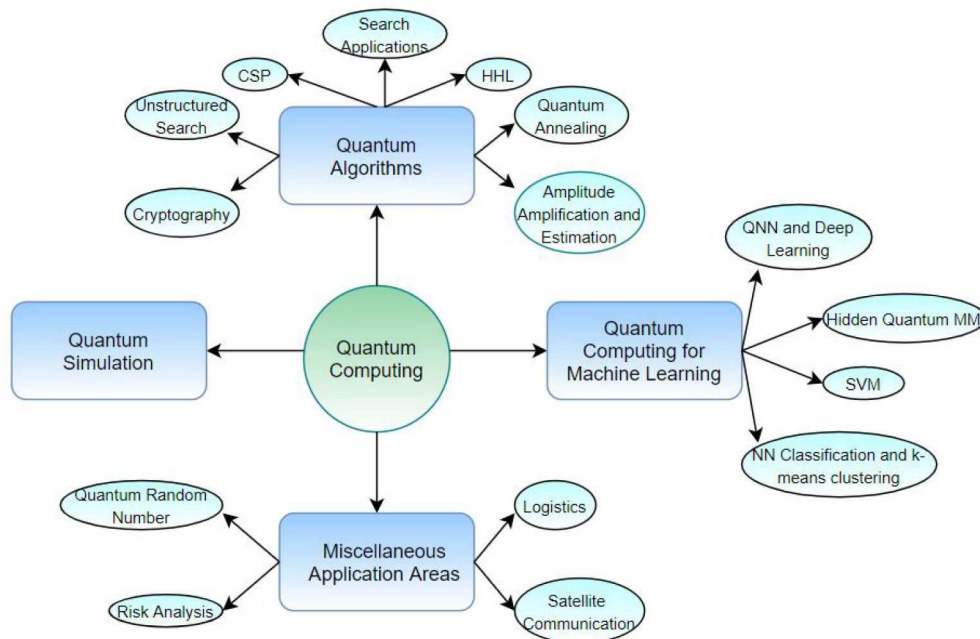 Search
Applications
CSP
HHL
Unstructured
Search
Quantum
Algorithms
Quantum
Annealing
Cryptography
Amplitude
Amplification and
Estimation
QNN and Deep
Learning
Quantum
Simulation
Quantum
Computing
Quantum
Computing for
Machine Learning
Hidden Quantum MM
SVM
NN Classification and k-
means clustering
Quantum Random
Number
Logistics
Miscellaneous
Application Areas
Risk Analysis
Satellite
Communication